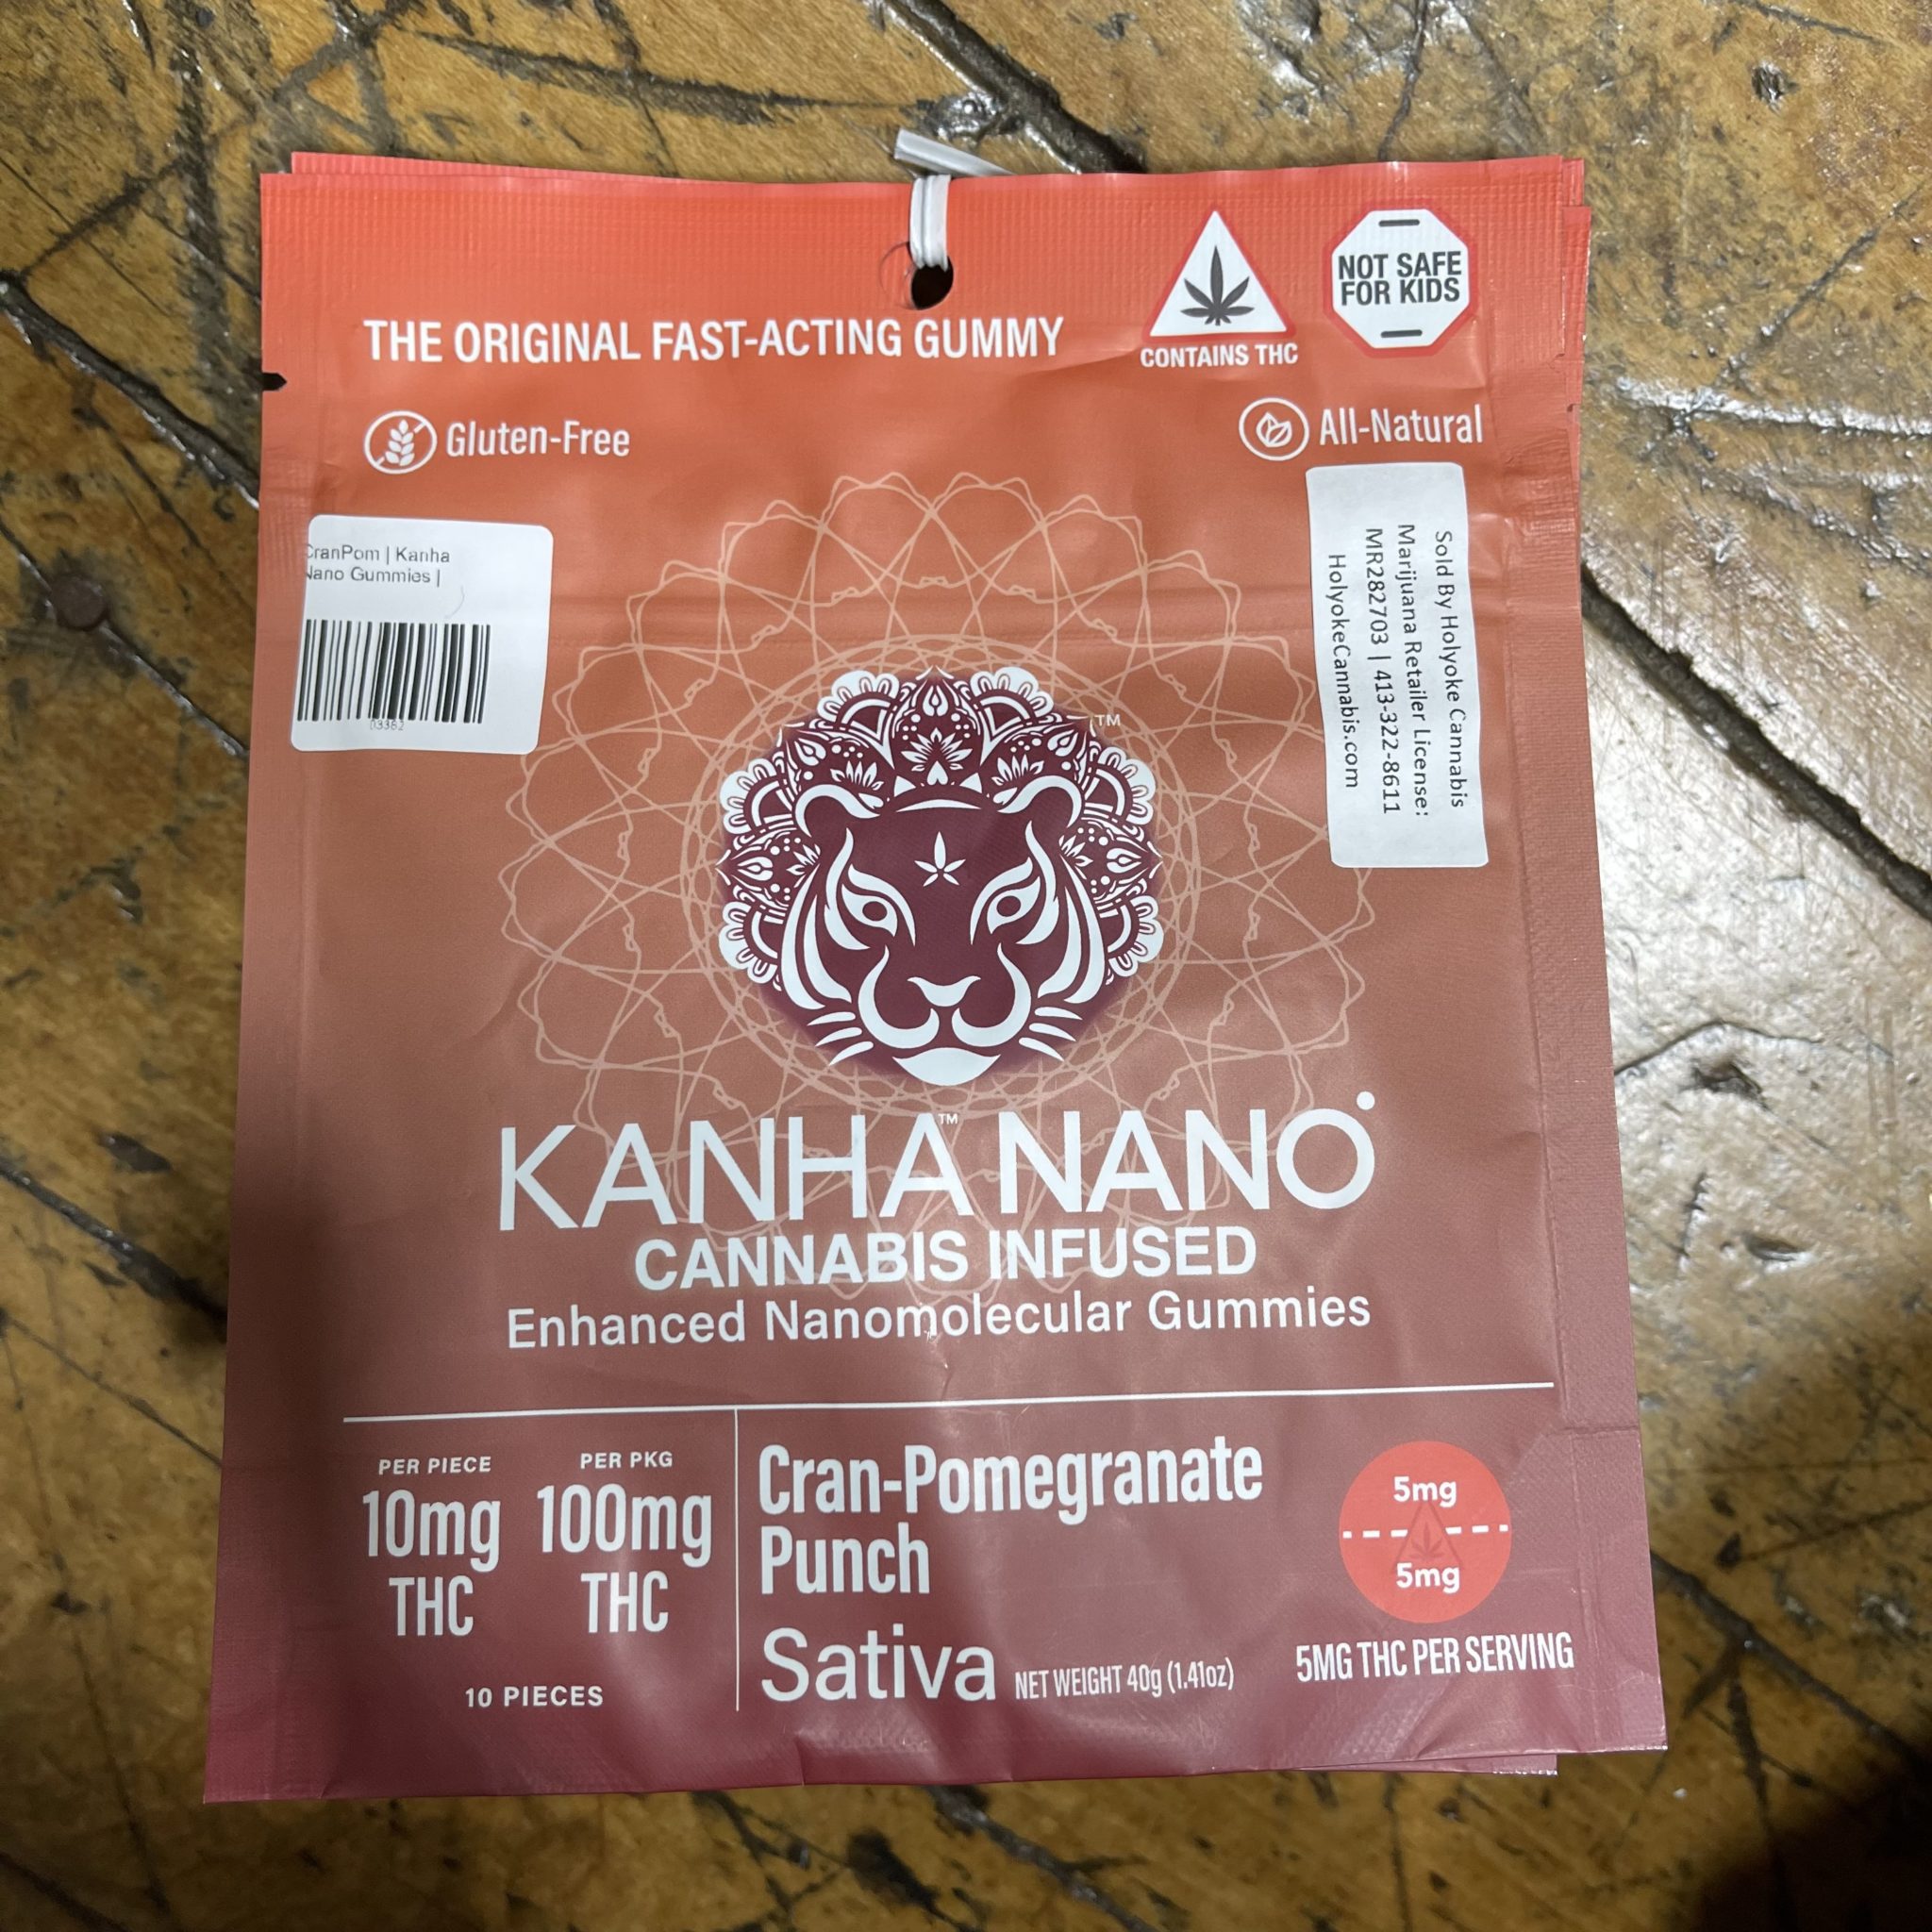 THE ORIGINAL FAST-ACTING GUMMY
CONTAINS THC
NOT SAFE
FOR KIDS
Gluten-Free
All-Natural
CranPom | Kanha
Nano Gummies |
03362
Sold By Holyoke Cannabis
Marijuana Retailer License:
MR282703 | 413-322-8611
HolyokeCannabis.com
TM
KANHA™ NANO
CANNABIS INFUSED
Enhanced Nanomolecular Gummies
PER PIECE
10mg
THC
PER PKG
100mg
THC
10 PIECES
Cran-Pomegranate
Punch
Sativa NET WEIGHT 40g (1.41oz)
5mg
5mg
5MG THC PER SERVING